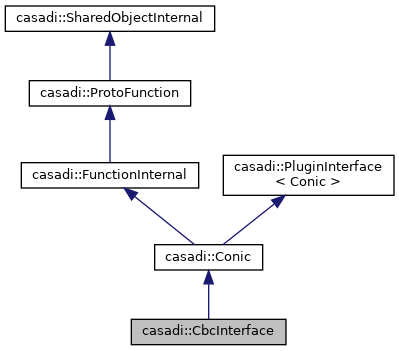 casadi::SharedObjectInternal
casadi::ProtoFunction
casadi::FunctionInternal
casadi::PluginInterface
< Conic >
casadi::Conic
casadi::CbcInterface